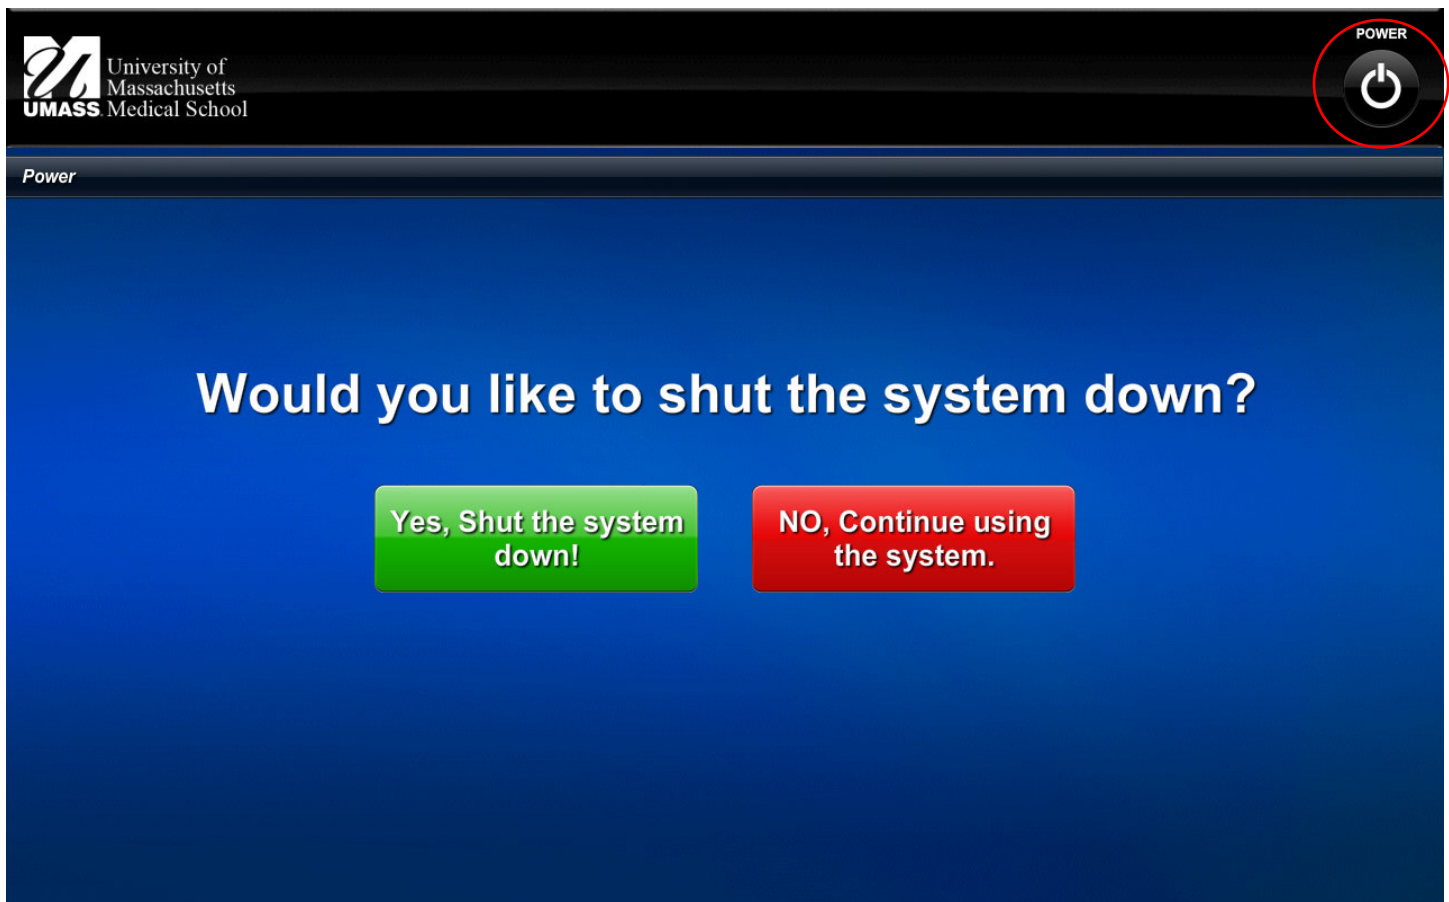 POWER
University of
Massachusetts
UMASS. Medical School
Power
Would you like to shut the system down?
Yes, Shut the system
down!
NO, Continue using
the system.